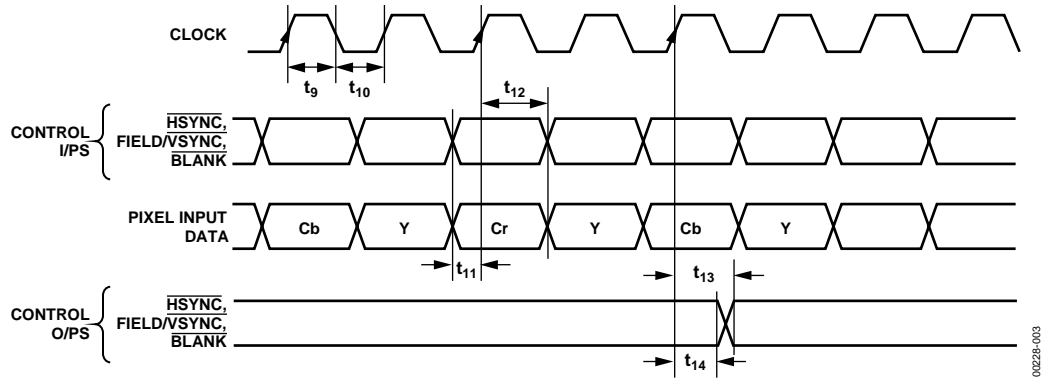 CLOCK
t9
t10
t12
CONTROL
I/PS
HSYNC,
FIELD/VSYNC,
BLANK
PIXEL INPUT
DATA
Cb
Y
Cr
Y
Cb
Y
t11
t13
CONTROL
O/PS
HSYNC,
FIELD/VSYNC,
BLANK
t14
00228-003